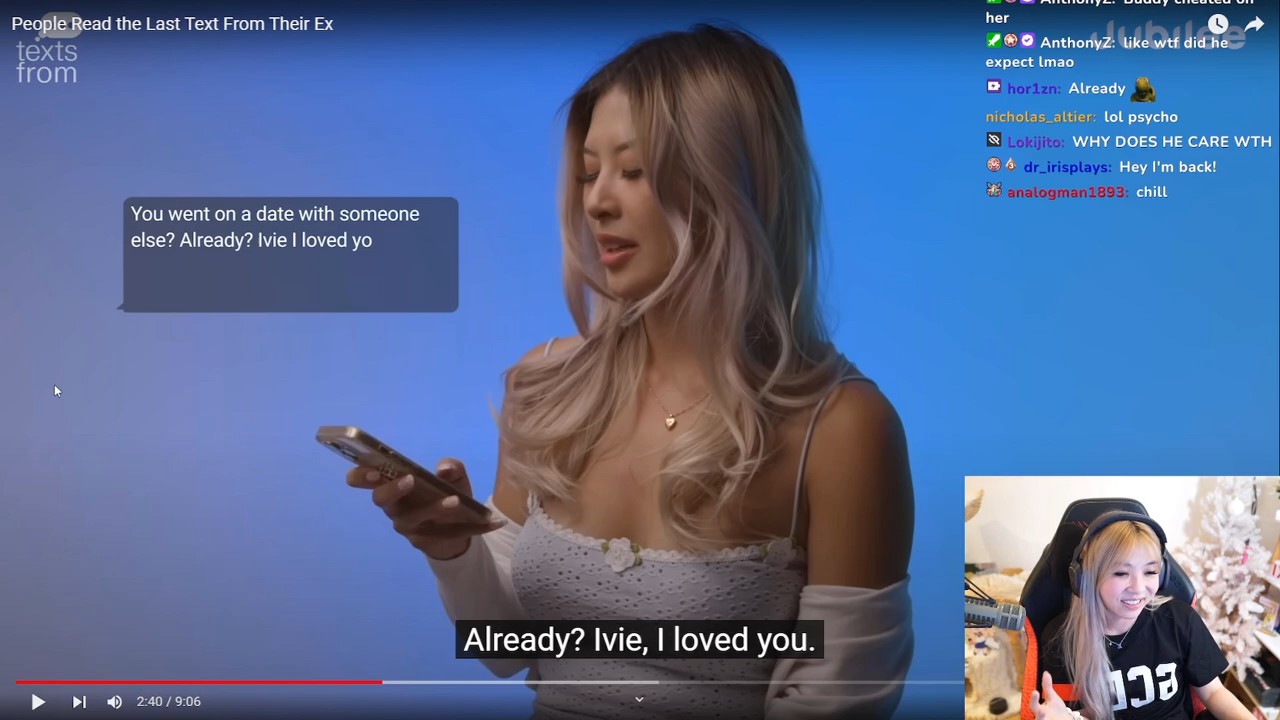 People Read the Last Text From Their Ex
texts
from
Jubilee
AnthonyZ: Buddy cheated on
her
AnthonyZ: like wtf did he
expect lmao
hor1zn: Already
nicholas_altier: lol psycho
Lokijito: WHY DOES HE CARE WTH
dr_irisplays: Hey I'm back!
analogman1893: chill
You went on a date with someone
else? Already? Ivie I loved yo
Already? Ivie, I loved you.
2:40 / 9:06